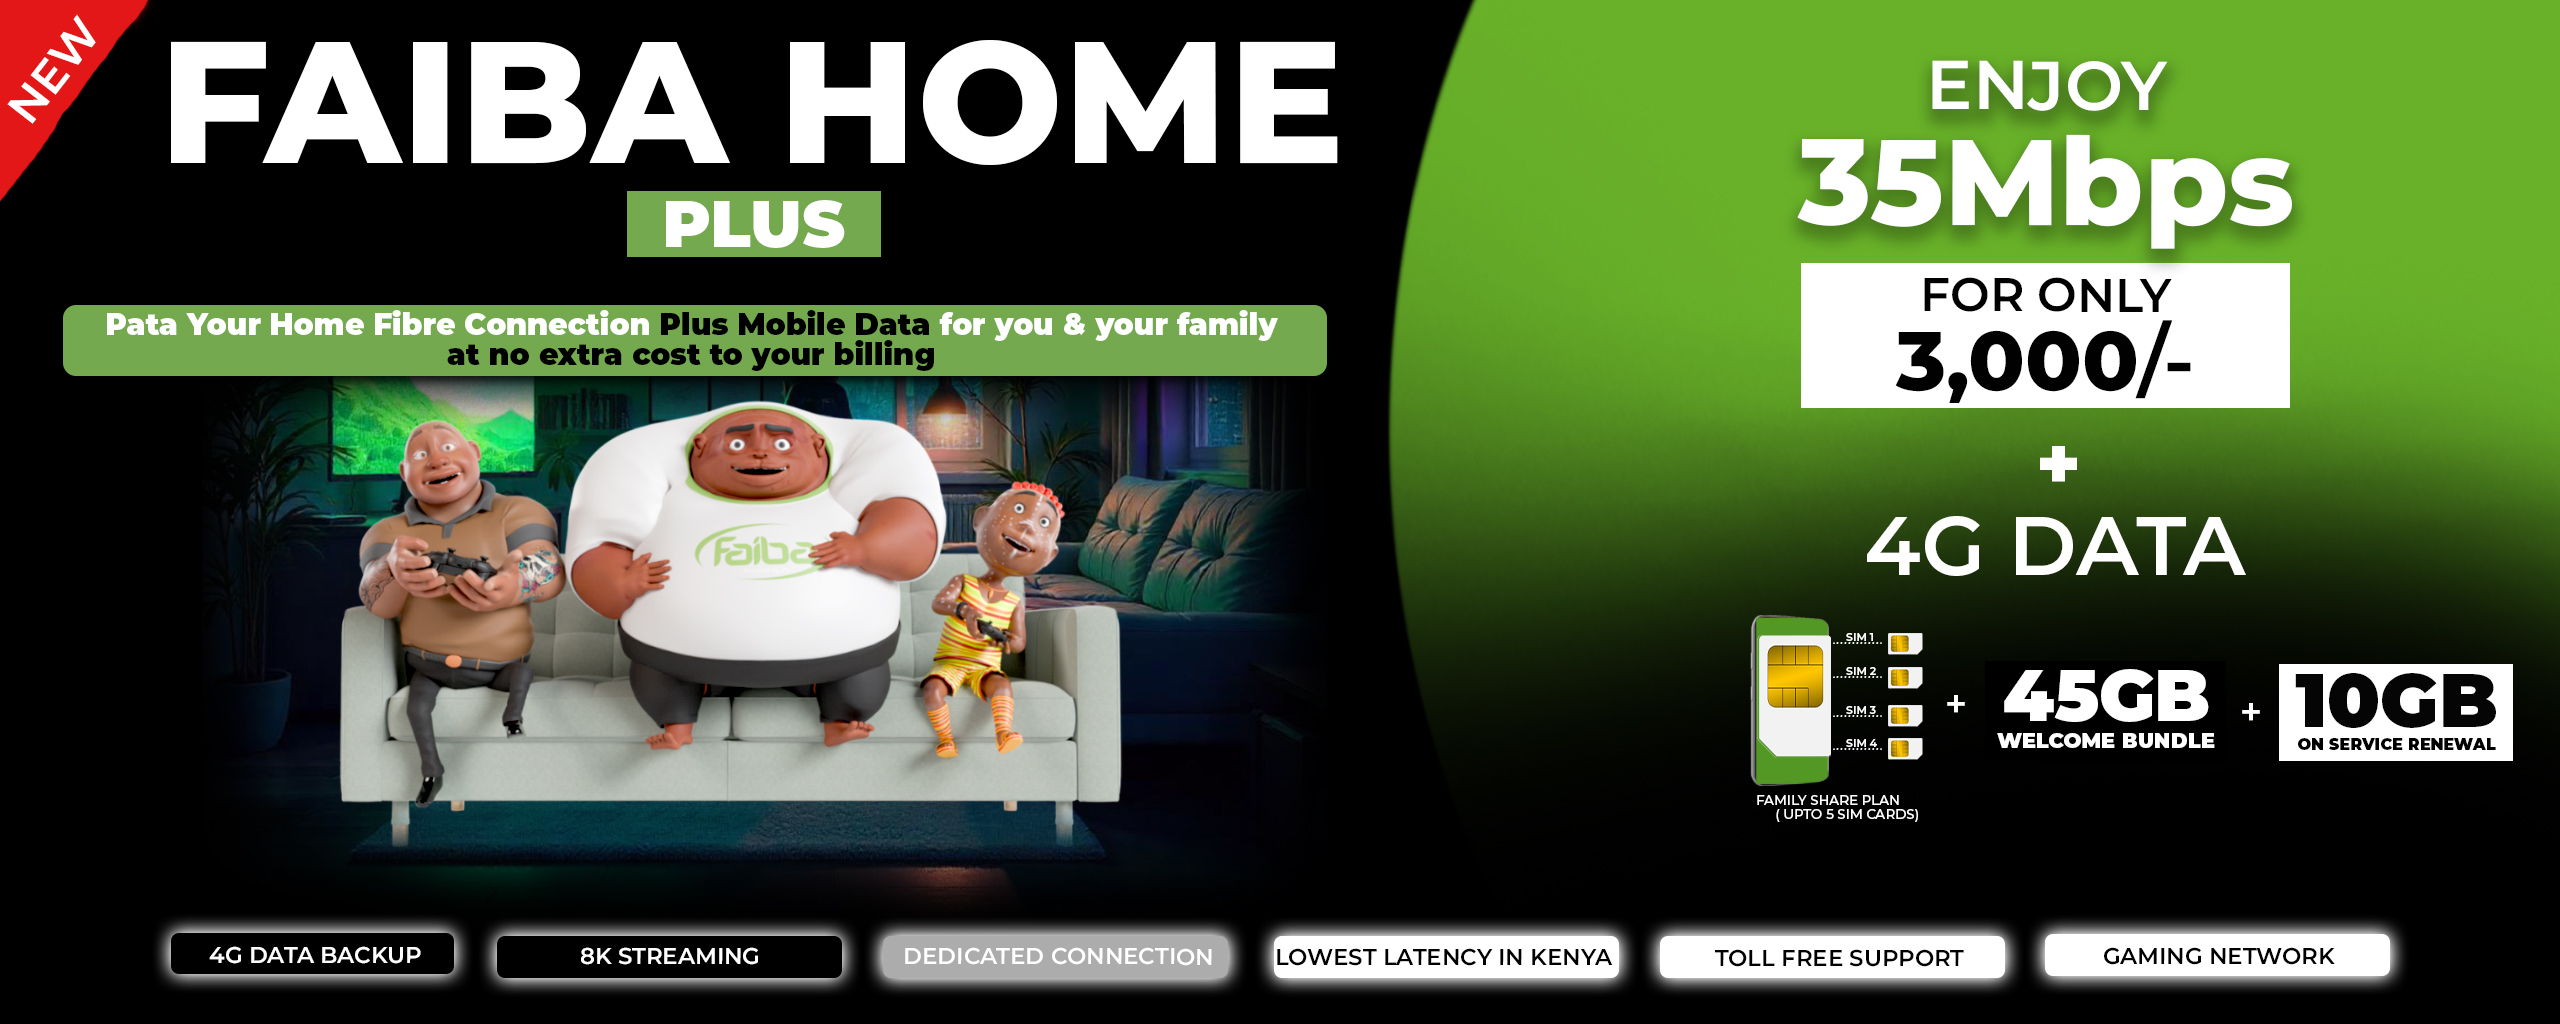 NEW
FAIBA HOME
PLUS
Pata Your Home Fibre Connection Plus Mobile Data for you & your family
at no extra cost to your billing
Faiba
ENJOY
35Mbps
FOR ONLY
3,000/-
+
4G DATA
SIM 1
SIM 2
SIM 3
SIM 4
FAMILY SHARE PLAN
( UPTO 5 SIM CARDS)
+
45GB
WELCOME BUNDLE
+
10GB
ON SERVICE RENEWAL
4G DATA BACKUP
8K STREAMING
DEDICATED CONNECTION
LOWEST LATENCY IN KENYA
TOLL FREE SUPPORT
GAMING NETWORK